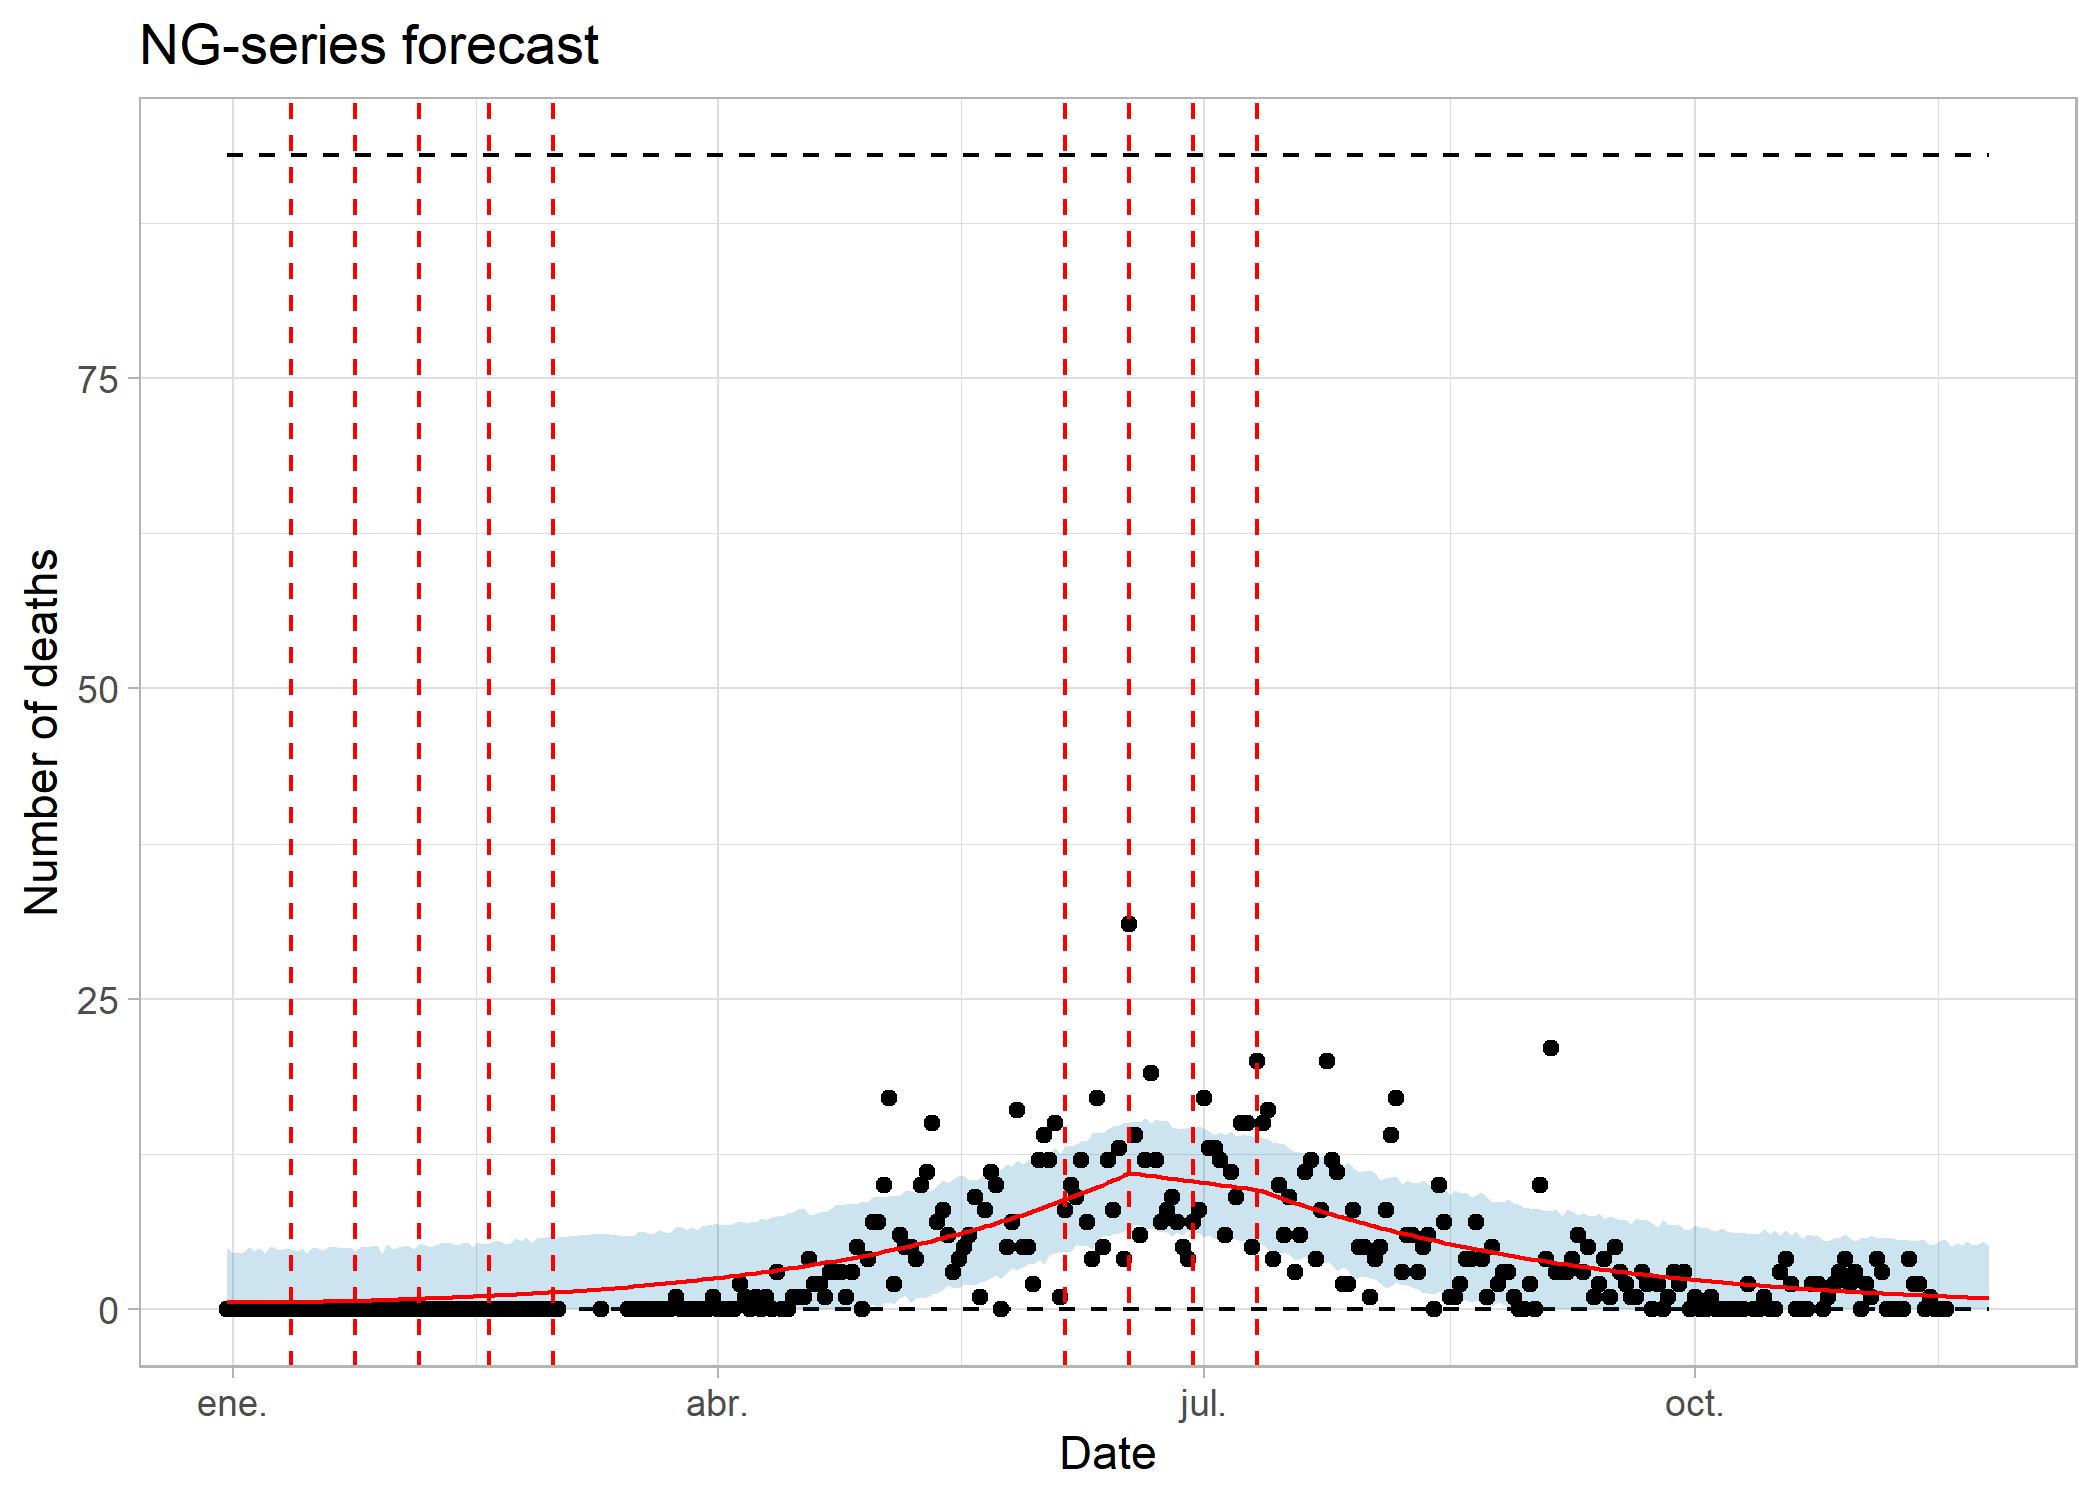 NG-series forecast
Number of deaths
75
50
25
0
ene.
abr.
jul.
oct.
Date